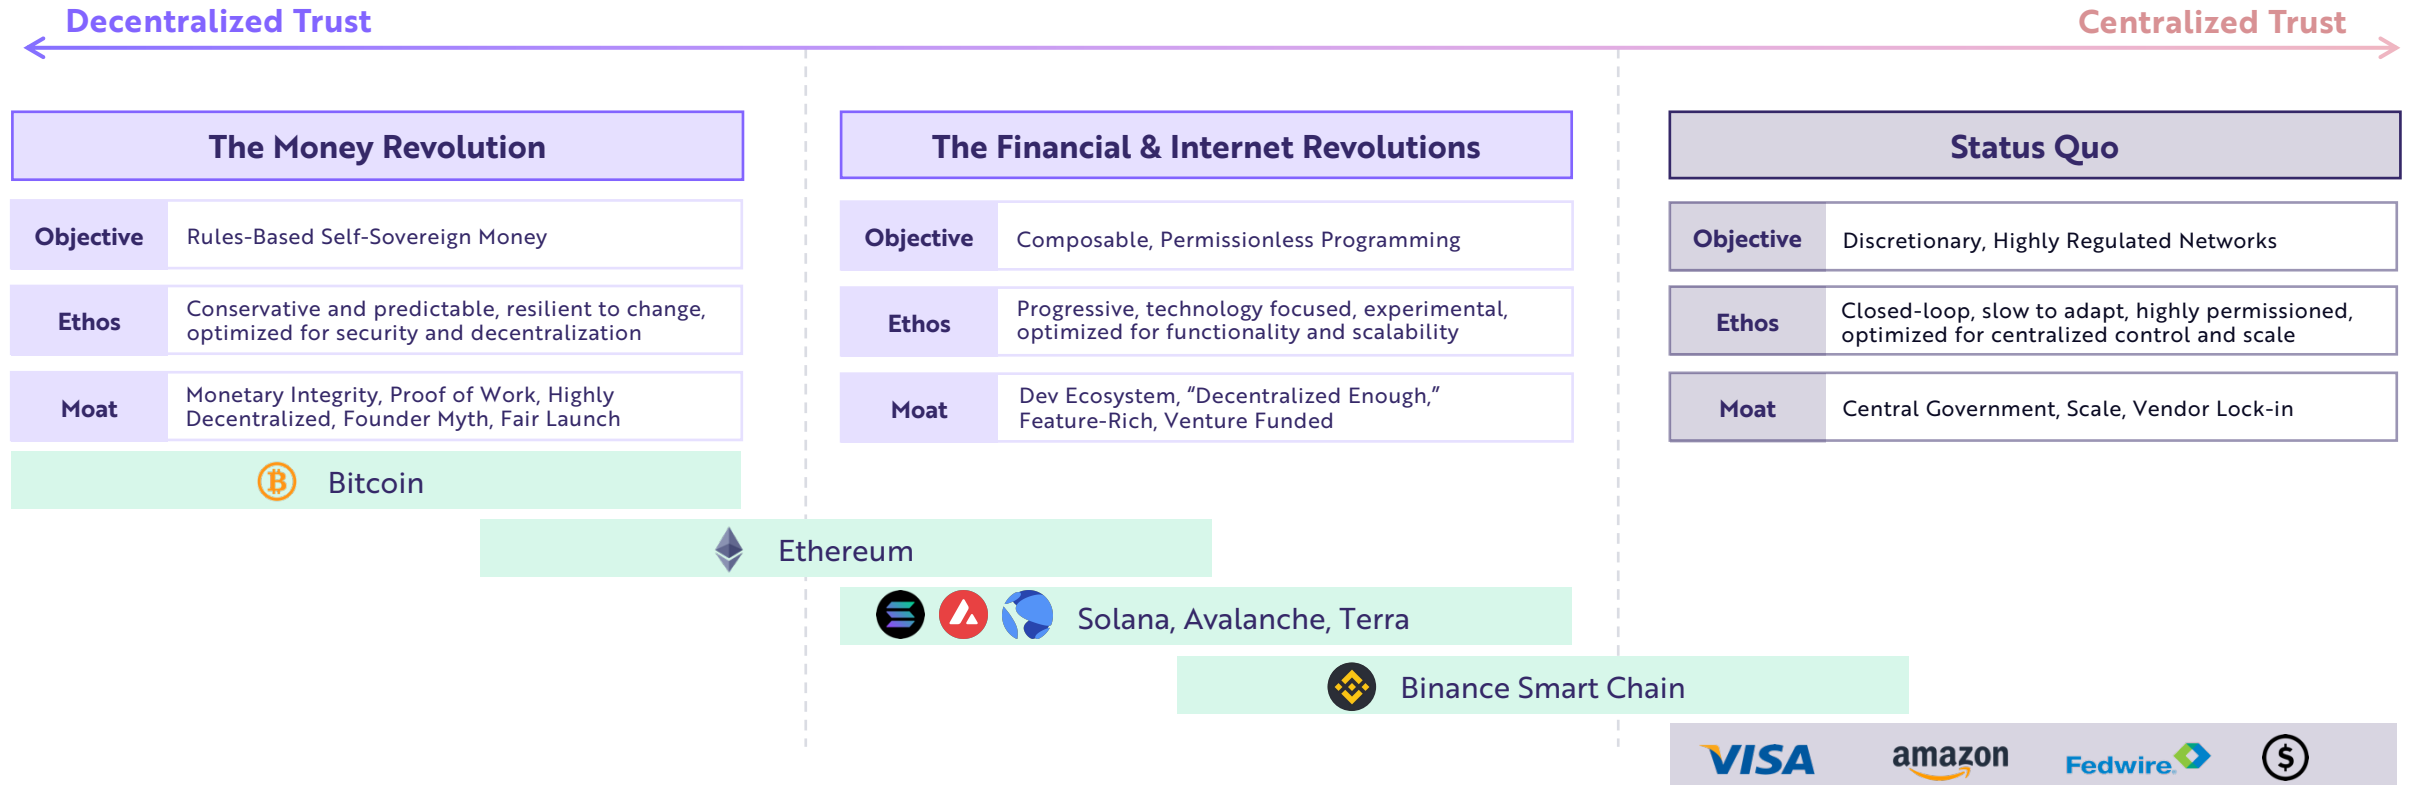 Decentralized Trust
Centralized Trust
The Money Revolution
Objective
Rules-Based Self-Sovereign Money
Ethos
Conservative and predictable, resilient to change,
optimized for security and decentralization
Moat
Monetary Integrity, Proof of Work, Highly
Decentralized, Founder Myth, Fair Launch
The Financial & Internet Revolutions
Objective
Composable, Permissionless Programming
Ethos
Progressive, technology focused, experimental,
optimized for functionality and scalability
Moat
Dev Ecosystem, “Decentralized Enough,”
Feature-Rich, Venture Funded
Status Quo
Objective
Discretionary, Highly Regulated Networks
Ethos
Closed-loop, slow to adapt, highly permissioned,
optimized for centralized control and scale
Moat
Central Government, Scale, Vendor Lock-in
Bitcoin
Ethereum
Solana, Avalanche, Terra
Binance Smart Chain
VISA
amazon
Fedwire
$